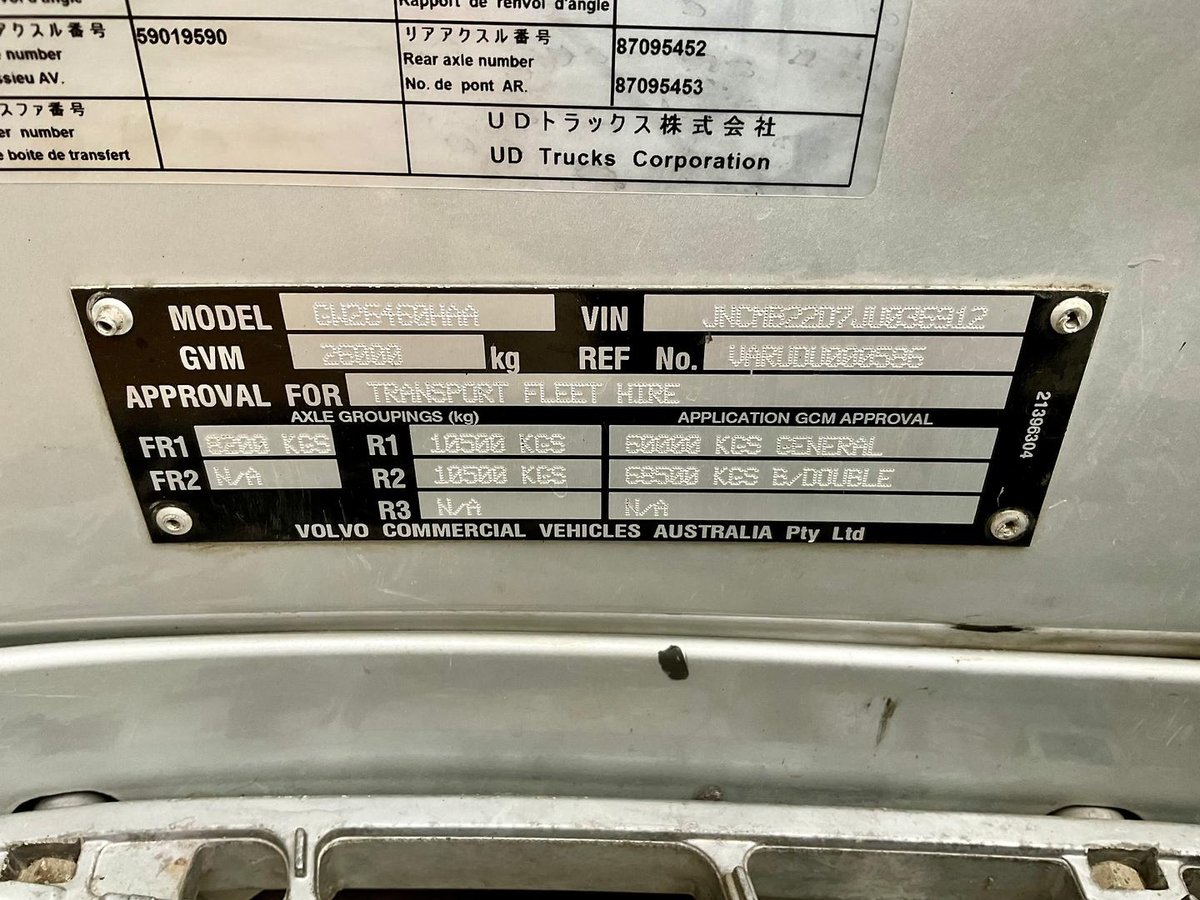 Rapport de renvoi d'angle
アクスル番号 59019590 リアアクスル番号 87095452
number Rear axle number
ssieu AV. No. de pont AR. 87095453
スファ番号 UDトラックス株式会社
er number UD Trucks Corporation
e boite de transfert
MODEL GW26460HAA VIN JNCMB22D7JU036912
GVM 26000 kg REF No. VARUDU000586
APPROVAL FOR TRANSPORT FLEET HIRE
AXLE GROUPINGS (kg) APPLICATION GCM APPROVAL
FR1 8200 KGS R1 10500 KGS 60000 KGS GENERAL
FR2 N/A R2 10500 KGS 68500 KGS B/DOUBLE
R3 N/A N/A
VOLVO COMMERCIAL VEHICLES AUSTRALIA Pty Ltd
21396304